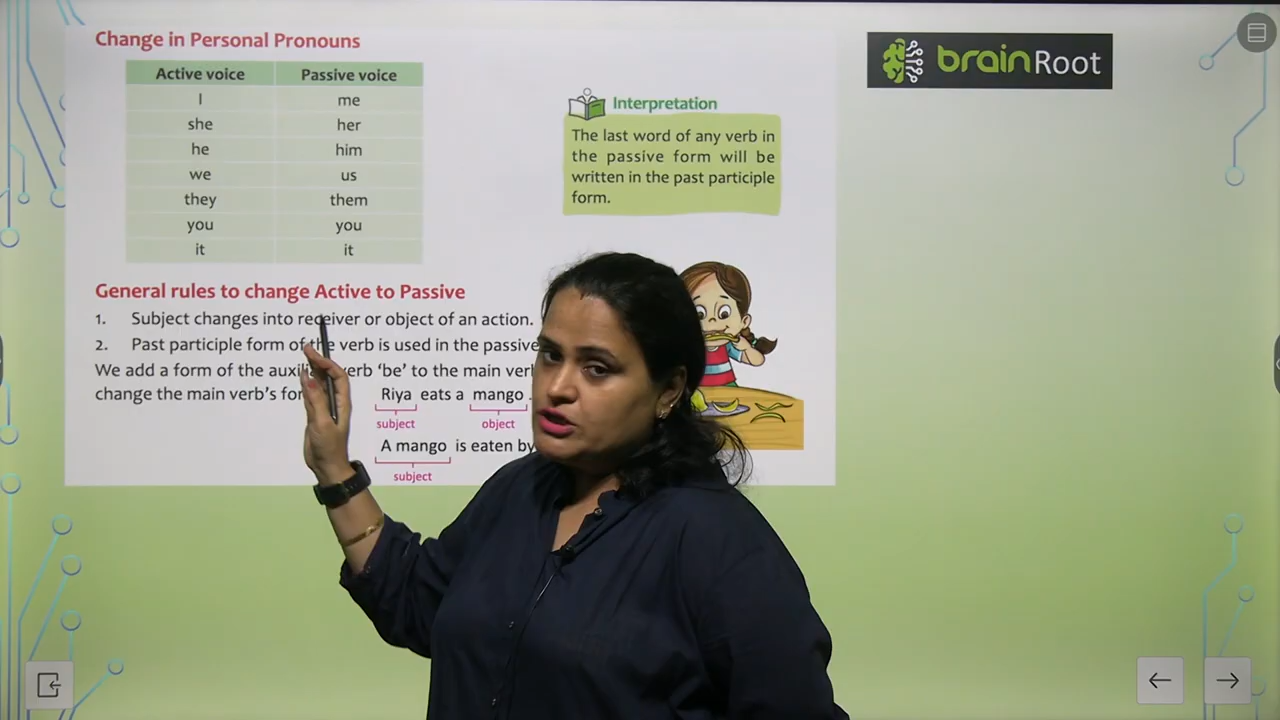 Change in Personal Pronouns
Active voice Passive voice
I me
she her
he him
we us
they them
you you
it it
Interpretation
The last word of any verb in
the passive form will be
written in the past participle
form.
General rules to change Active to Passive
1. Subject changes into receiver or object of an action.
2. Past participle form of the verb is used in the passive
We add a form of the verb 'be' to the main
change the main verb's
Riya eats a mango
subject object
A mango is eaten by
subject
brainRoot